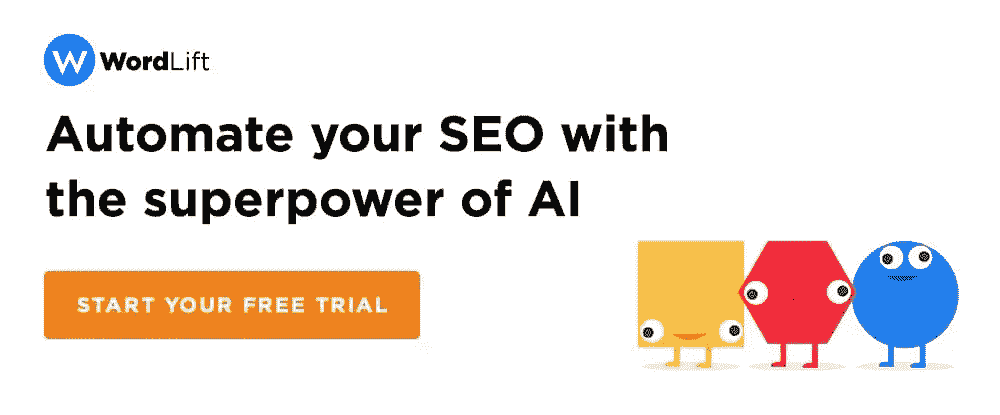 W WordLift
Automate your SEO with
the superpower of AI
START YOUR FREE TRIAL